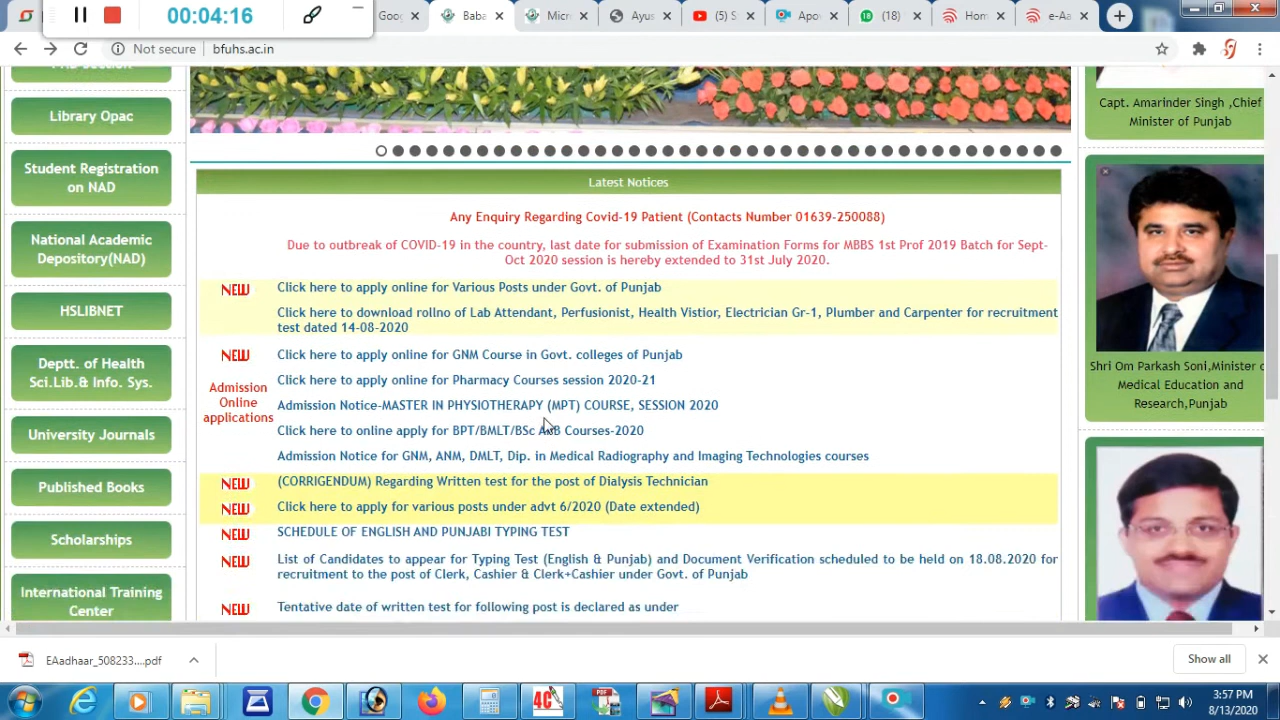 00:04:16
Goo
Baba
Micr
Ayus
(5) S
Apo
(18)
Hom
e-Aa
Not secure
bfuhs.ac.in
Library Opac
Student Registration
on NAD
National Academic
Depository(NAD)
HSLIBNET
Deptt. of Health
Sci.Lib.& Info. Sys.
University Journals
Published Books
Scholarships
International Training
Center
Latest Notices
Any Enquiry Regarding Covid-19 Patient (Contacts Number 01639-250088)
Due to outbreak of COVID-19 in the country, last date for submission of Examination Forms for MBBS 1st Prof 2019 Batch for Sept-
Oct 2020 session is hereby extended to 31st July 2020.
NEW Click here to apply online for Various Posts under Govt. of Punjab
Click here to download rollno of Lab Attendant, Perfusionist, Health Vistior, Electrician Gr-1, Plumber and Carpenter for recruitment
test dated 14-08-2020
NEW Click here to apply online for GNM Course in Govt. colleges of Punjab
Admission
Online
applications
Click here to apply online for Pharmacy Courses session 2020-21
Admission Notice-MASTER IN PHYSIOTHERAPY (MPT) COURSE, SESSION 2020
Click here to online apply for BPT/BMLT/BSc Courses-2020
Admission Notice for GNM, ANM, DMLT, Dip. in Medical Radiography and Imaging Technologies courses
NEW (CORRIGENDUM) Regarding Written test for the post of Dialysis Technician
NEW Click here to apply for various posts under advt 6/2020 (Date extended)
NEW SCHEDULE OF ENGLISH AND PUNJABI TYPING TEST
NEW List of Candidates to appear for Typing Test (English & Punjab) and Document Verification scheduled to be held on 18.08.2020 for
recruitment to the post of Clerk, Cashier & Clerk+Cashier under Govt. of Punjab
NEW Tentative date of written test for following post is declared as under
Capt. Amarinder Singh ,Chief
Minister of Punjab
Shri Om Parkash Soni,Minister o
Medical Education and
Research,Punjab
EAadhaar_508233....pdf
Show all
3:57 PM
8/13/2020